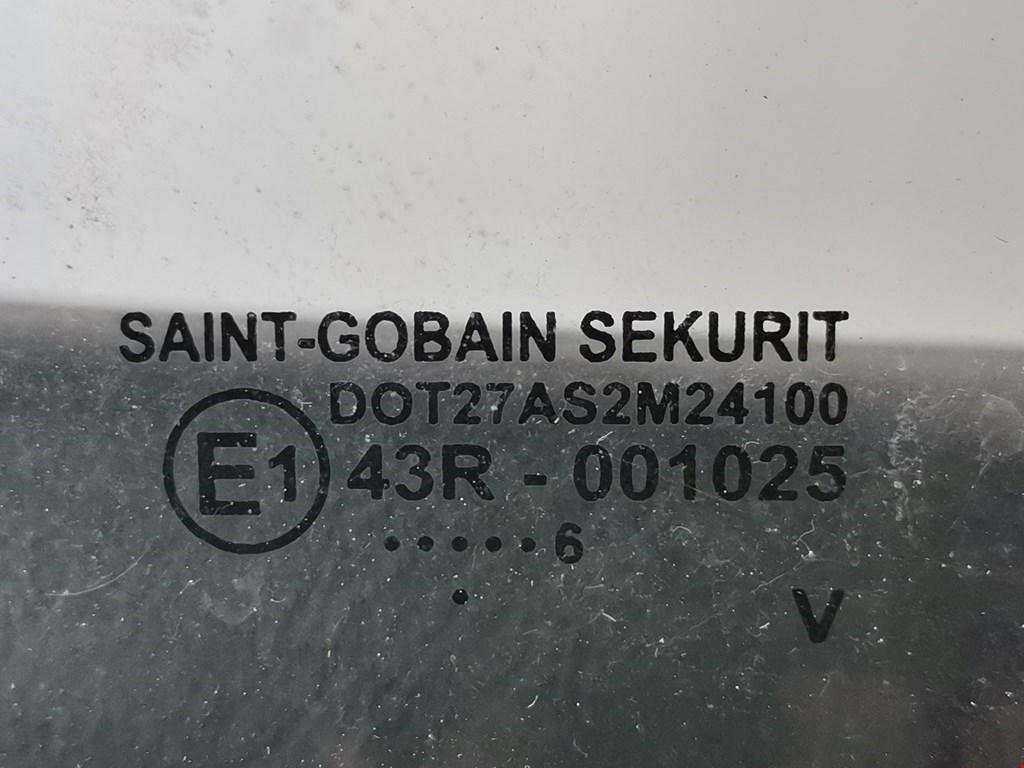 SAINT-GOBAIN SEKURIT
DOT27AS2M24100
E1 43R - 001025
•••••6
•
V